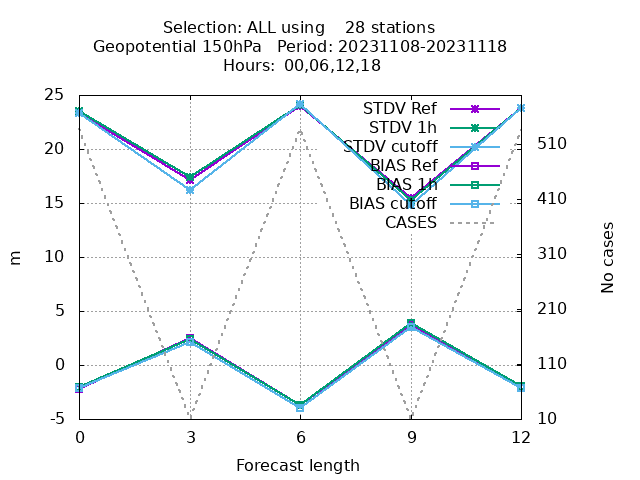 Selection: ALL using    28 stations
Geopotential 150hPa   Period: 20231108-20231118
Hours: 00,06,12,18
25
20
15
10
5
0
-5
m
STDV Ref
STDV 1h
STDV cutoff
BIAS Ref
BIAS 1h
BIAS cutoff
CASES
510
410
310
210
110
10
No cases
0 3 6 9 12
Forecast length